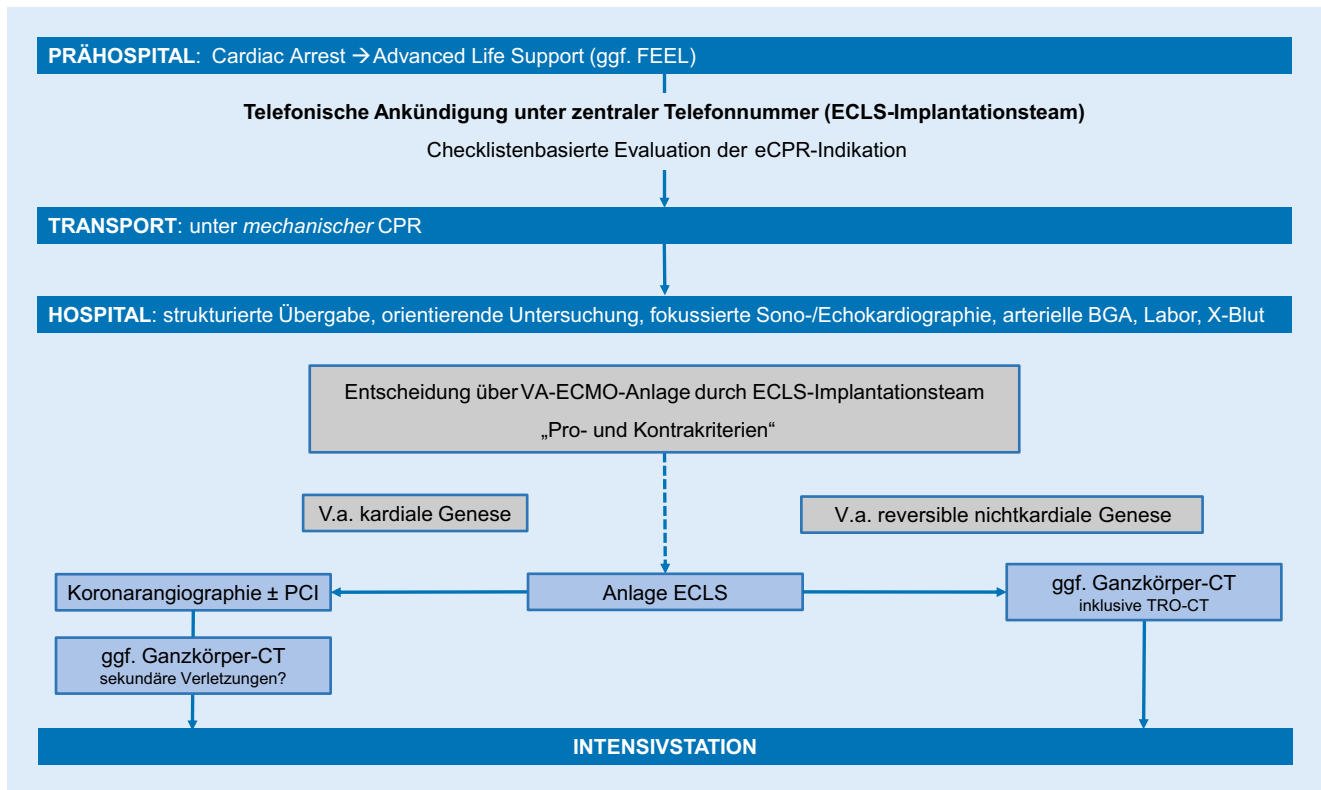 PRÄHOSPITAL: Cardiac Arrest → Advanced Life Support (ggf. FEEL)
Telefonische Ankündigung unter zentraler Telefonnummer (ECLS-Implantationsteam)
Checklistenbasierte Evaluation der eCPR-Indikation
TRANSPORT: unter mechanischer CPR
HOSPITAL: strukturierte Übergabe, orientierende Untersuchung, fokussierte Sono-/Echokardiographie, arterielle BGA, Labor, X-Blut
Entscheidung über VA-ECMO-Anlage durch ECLS-Implantationsteam
„Pro- und Kontrakriterien“
V.a. kardiale Genese
V.a. reversible nichtkardiale Genese
Koronarangiographie ± PCI
Anlage ECLS
ggf. Ganzkörper-CT
inklusive TRO-CT
ggf. Ganzkörper-CT
sekundäre Verletzungen?
INTENSIVSTATION